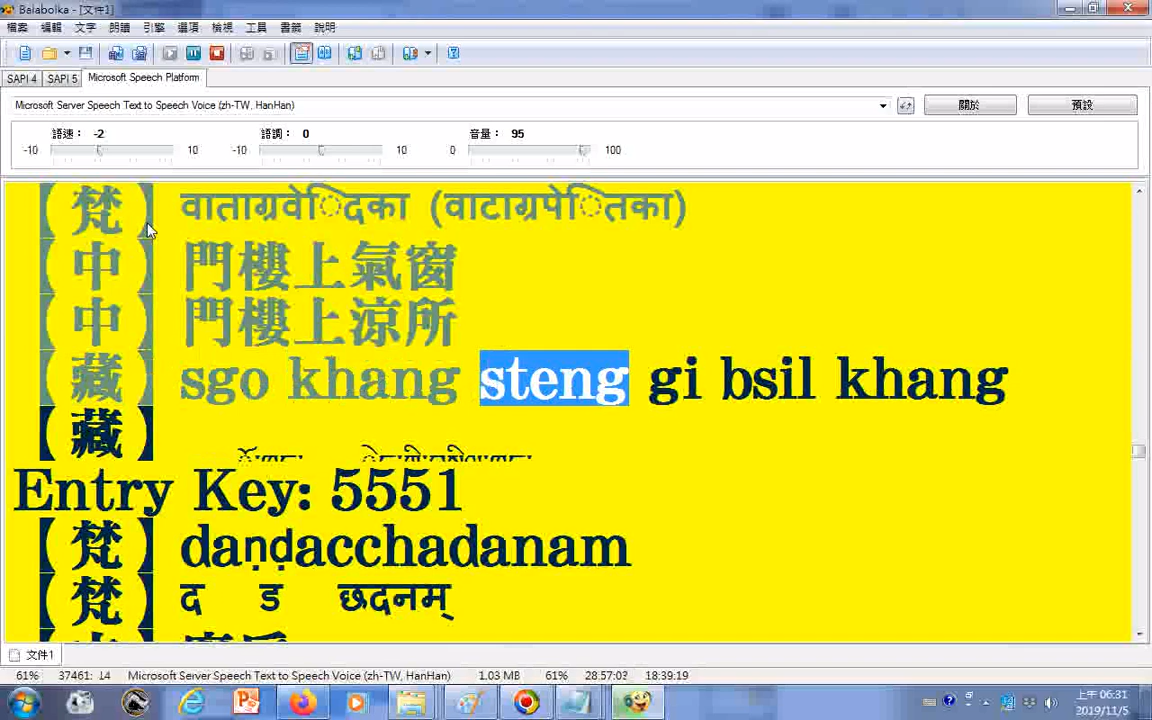 Balabolka - [文件1]
檔案 編輯 文字 朗讀 引擎 選項 檢視 工具 書籤 說明
SAPI 4 SAPI 5 Microsoft Speech Platform
Microsoft Server Speech Text to Speech Voice (zh-TW, HanHan) 關於 預設
語速： -2 語調： 0 音量： 95
-10 10 -10 10 0 100
【梵】 वाताग्रवेिदका (वाटाग्रपेितका)
【中】 門樓上氣窗
【中】 門樓上涼所
【藏】 sgo khang steng gi bsil khang
【藏】
Entry Key: 5551
【梵】 daṇḍacchadanam
【梵】 द ड छदनम्
文件1
61% 37461: 14 Microsoft Server Speech Text to Speech Voice (zh-TW, HanHan) 1.03 MB 61% 28:57:03 18:39:19
上午 06:31
2019/11/5